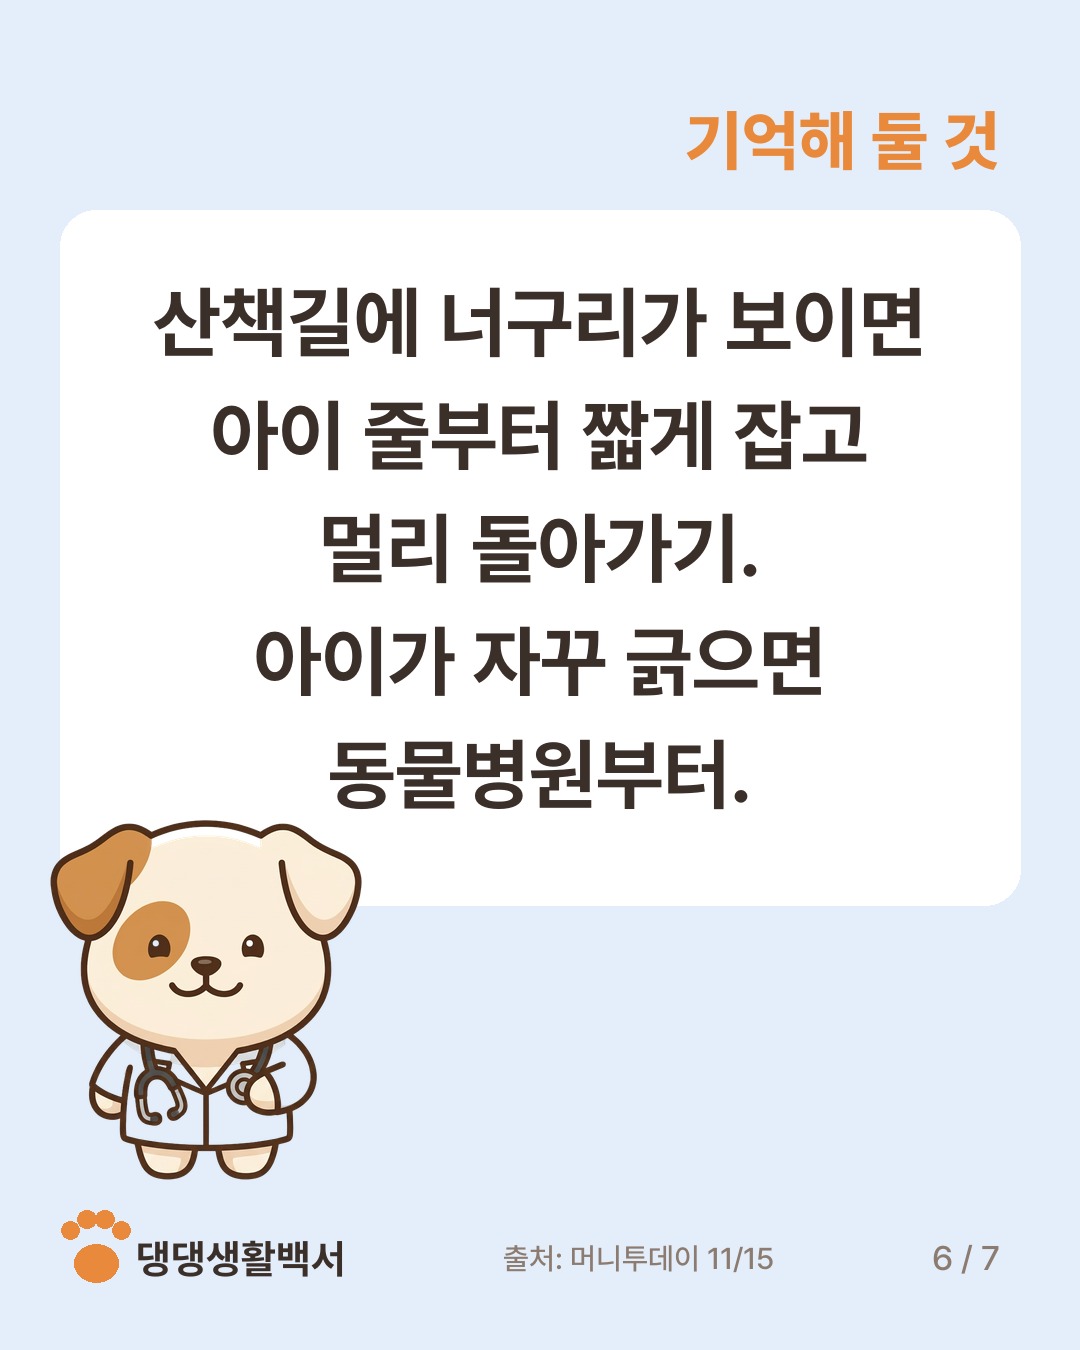 기억해 둘 것
산책길에 너구리가 보이면
아이 줄부터 짧게 잡고
멀리 돌아가기.
아이가 자꾸 긁으면
동물병원부터.
댕댕생활백서
출처: 머니투데이 11/15
6 / 7